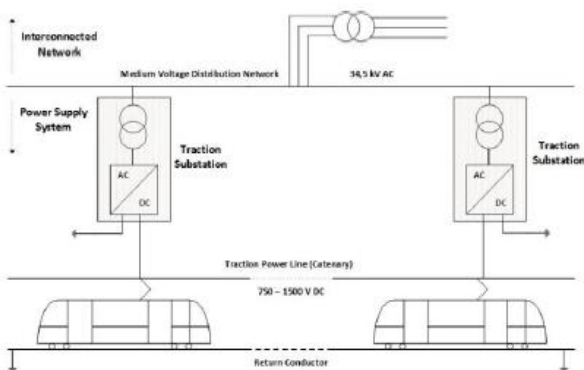 Interconnected
Network
Medium Voltage Distribution Network
34,5 kV AC
Power Supply
System
Traction
Substation
AC
DC
Traction
Substation
AC
DC
Traction Power Line (Catenary)
750 – 1500 V DC
Return Conductor